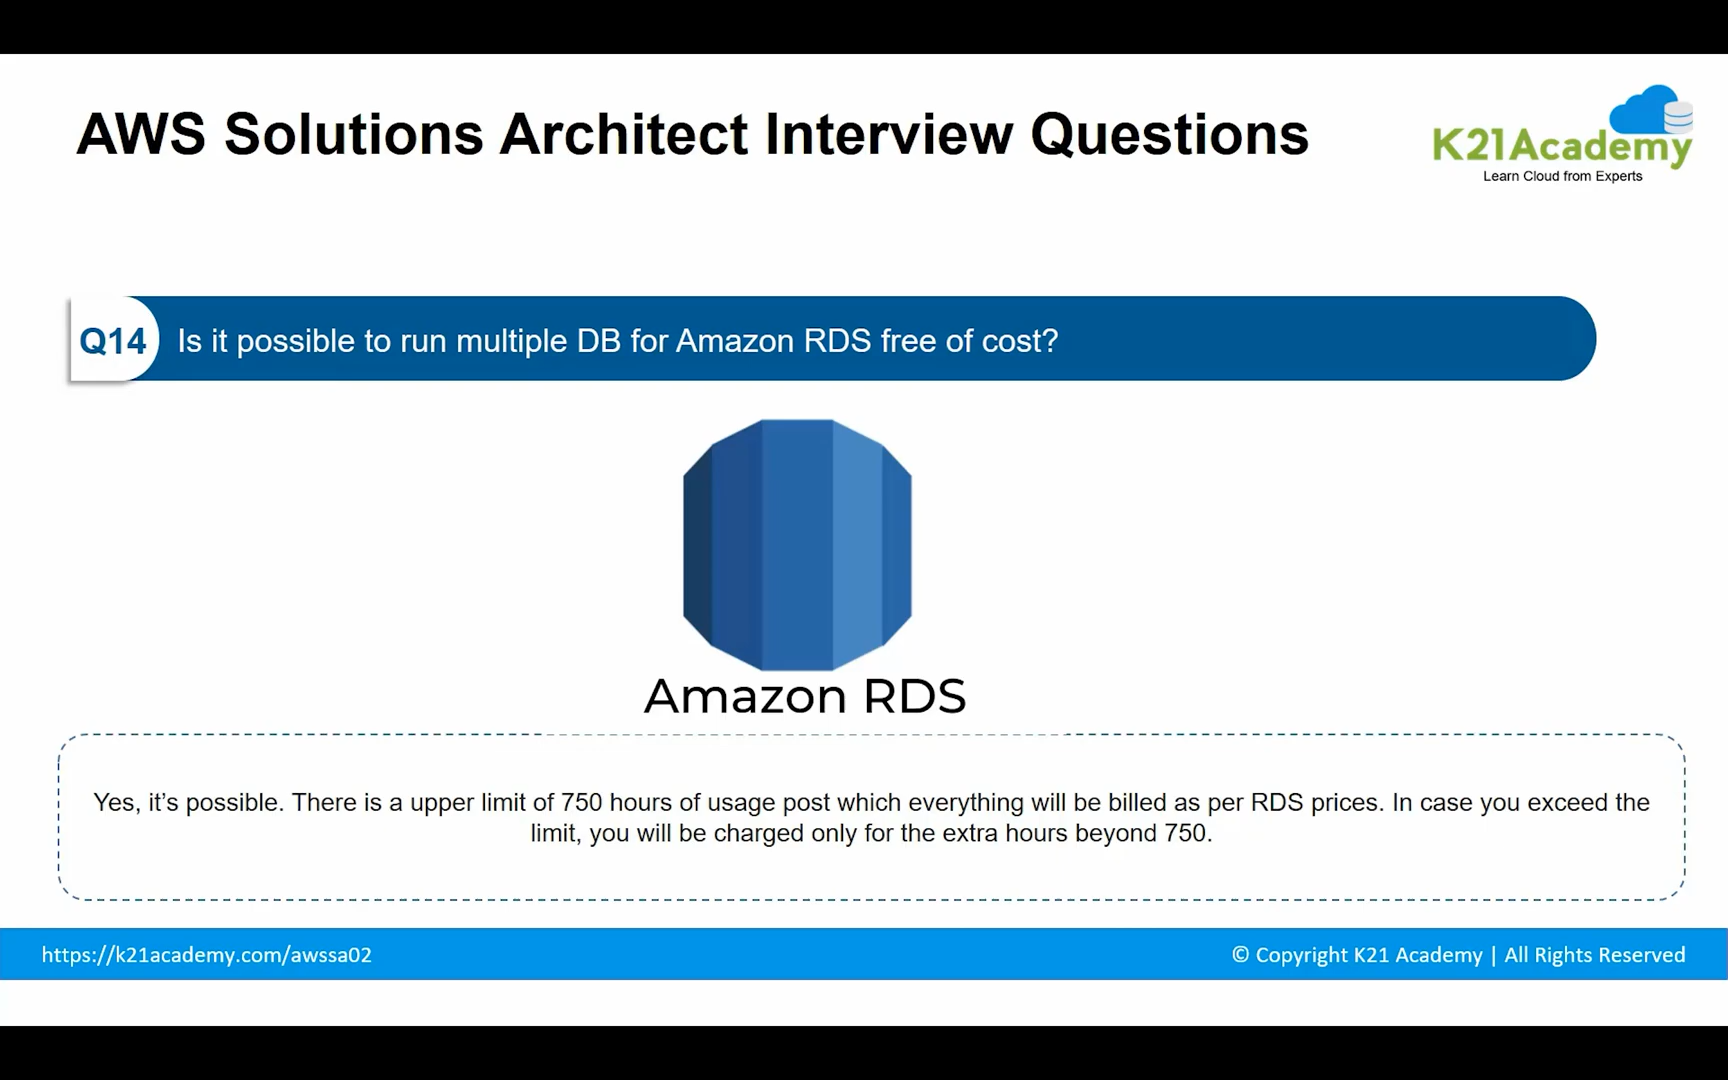 AWS Solutions Architect Interview Questions
K21Academy
Learn Cloud from Experts
Q14 Is it possible to run multiple DB for Amazon RDS free of cost?
Amazon RDS
Yes, it’s possible. There is a upper limit of 750 hours of usage post which everything will be billed as per RDS prices. In case you exceed the
limit, you will be charged only for the extra hours beyond 750.
https://k21academy.com/awssa02
© Copyright K21 Academy | All Rights Reserved